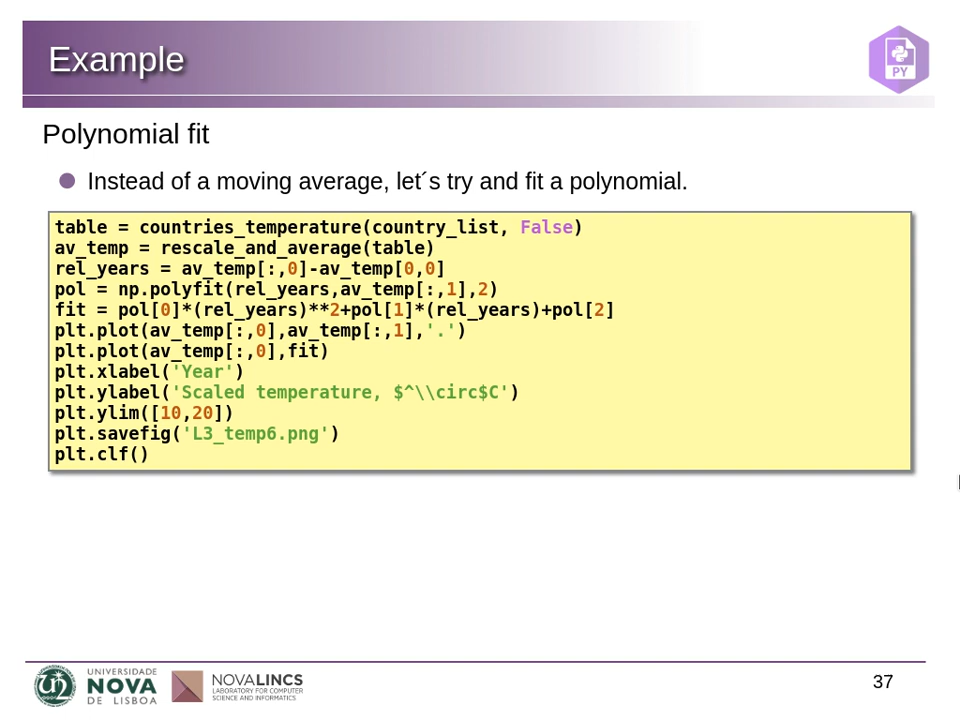 Example
PY
Polynomial fit
Instead of a moving average, let´s try and fit a polynomial.
table = countries_temperature(country_list, False)
av_temp = rescale_and_average(table)
rel_years = av_temp[:,0]-av_temp[0,0]
pol = np.polyfit(rel_years,av_temp[:,1],2)
fit = pol[0]*(rel_years)**2+pol[1]*(rel_years)+pol[2]
plt.plot(av_temp[:,0],av_temp[:,1],'.')
plt.plot(av_temp[:,0],fit)
plt.xlabel('Year')
plt.ylabel('Scaled temperature, $^\\circ$C')
plt.ylim([10,20])
plt.savefig('L3_temp6.png')
plt.clf()
UNIVERSIDADE
NOVA
DE LISBOA
NOVALINCS
LABORATORY FOR COMPUTER
SCIENCE AND INFORMATICS
37